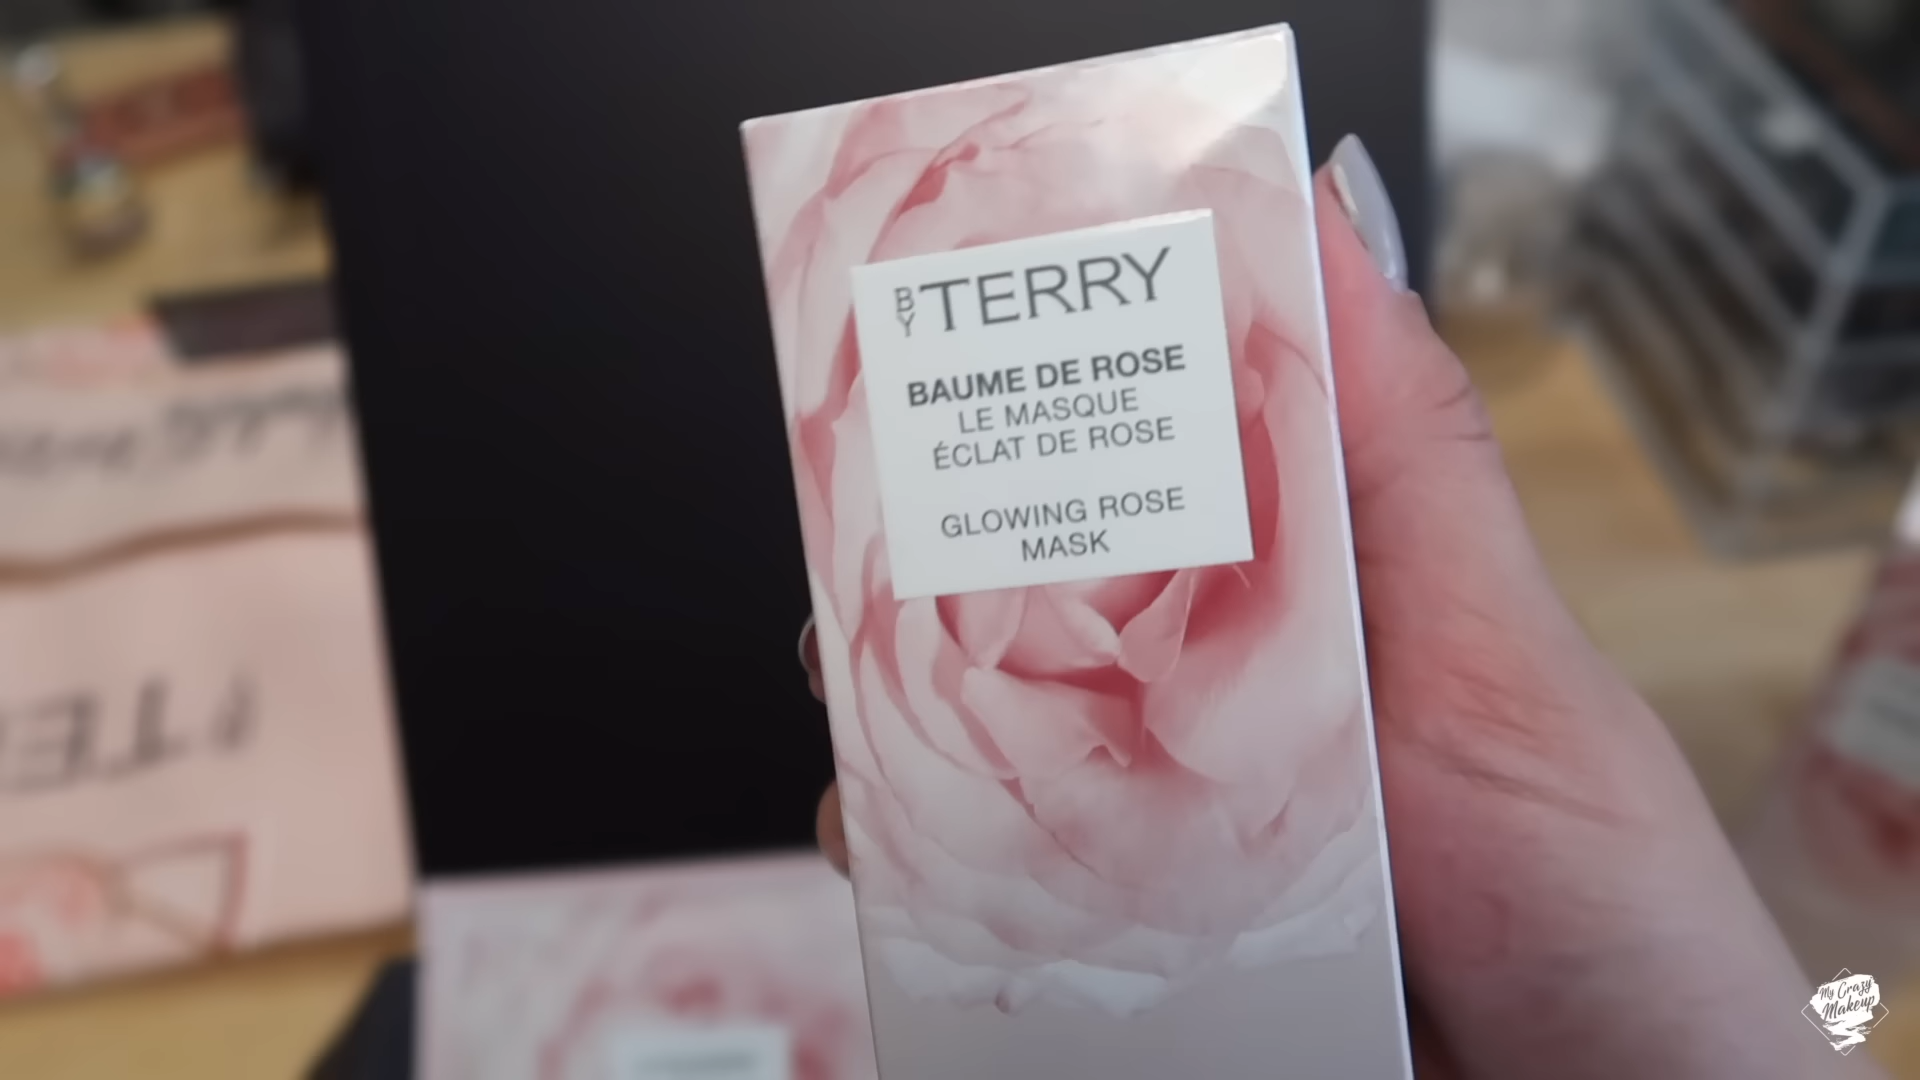 BY TERRY
BAUME DE ROSE
LE MASQUE
ÉCLAT DE ROSE
GLOWING ROSE
MASK
My Crazy
Makeup